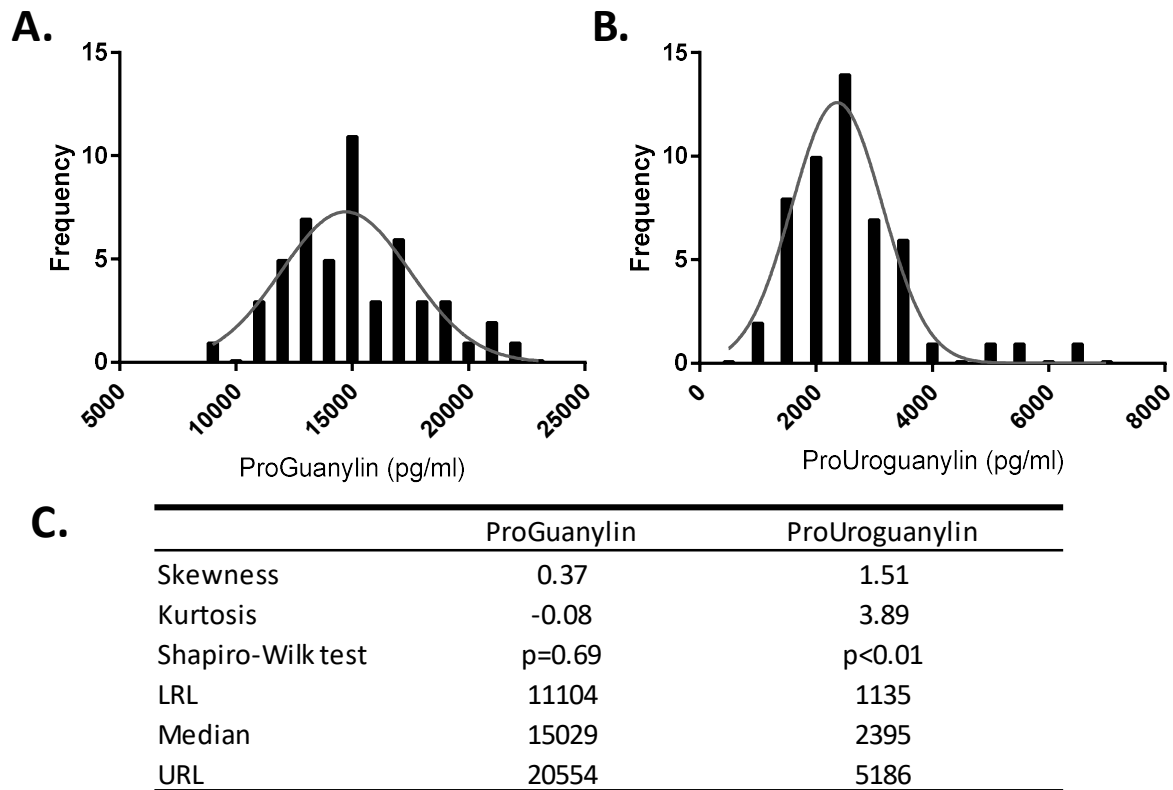 A.
15
10
5
0
Frequency
5000
10000
15000
20000
25000
ProGuanylin (pg/ml)
B.
15
10
5
0
Frequency
0
2000
4000
6000
8000
ProUroguanylin (pg/ml)
C.
ProGuanylin ProUroguanylin
Skewness 0.37 1.51
Kurtosis -0.08 3.89
Shapiro-Wilk test p=0.69 p<0.01
LRL 11104 1135
Median 15029 2395
URL 20554 5186